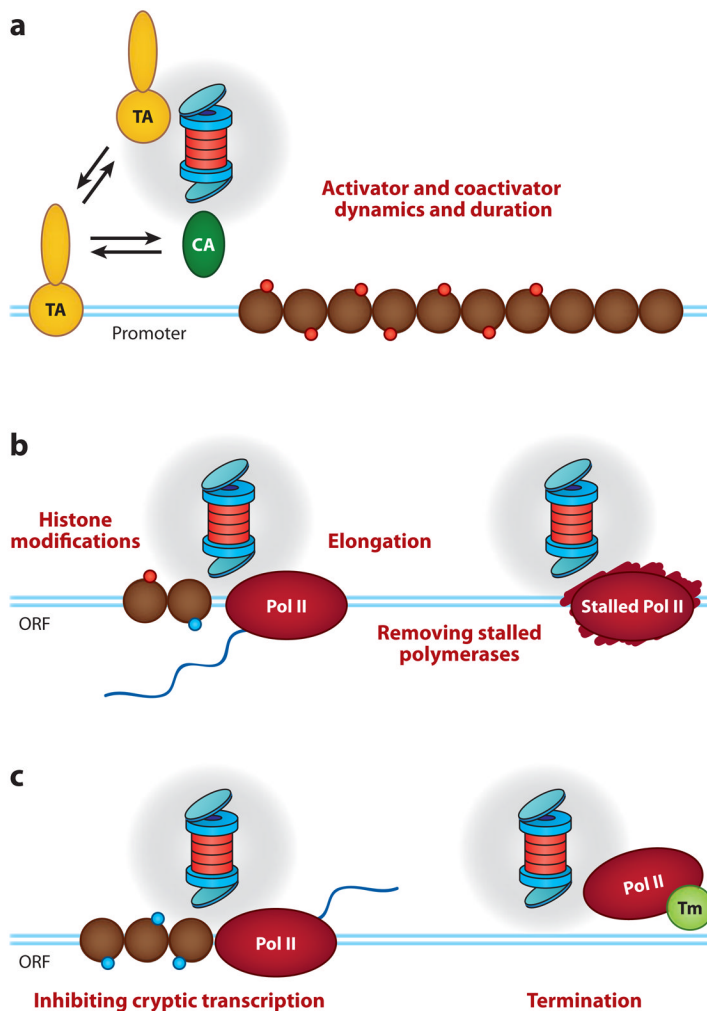 a
TA
TA
CA
Activator and coactivator
dynamics and duration
Promoter
b
Histone
modifications
Elongation
Pol II
Stalled Pol II
ORF
Removing stalled
polymerases
c
Pol II
Pol II
Tm
ORF
Inhibiting cryptic transcription
Termination